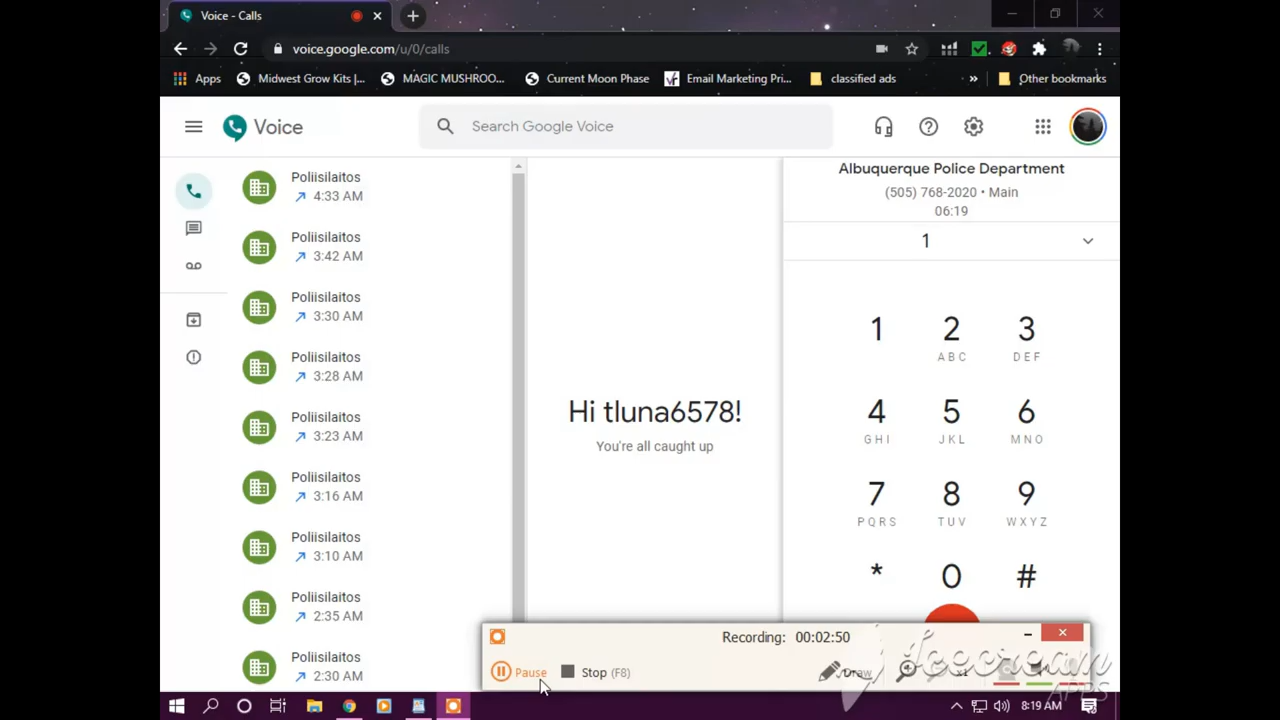 Voice - Calls
voice.google.com/u/0/calls
Apps
Midwest Grow Kits |...
MAGIC MUSHROO...
Current Moon Phase
Email Marketing Pri...
classified ads
»
Other bookmarks
Voice
Search Google Voice
Poliisilaitos
4:33 AM
Poliisilaitos
3:42 AM
Poliisilaitos
3:30 AM
Poliisilaitos
3:28 AM
Poliisilaitos
3:23 AM
Poliisilaitos
3:16 AM
Poliisilaitos
3:10 AM
Poliisilaitos
2:35 AM
Poliisilaitos
2:30 AM
Hi tluna6578!
You're all caught up
Albuquerque Police Department
(505) 768-2020 • Main
06:19
1
1 2 3
ABC DEF
4 5 6
GHI JKL MNO
7 8 9
PQRS TUV WXYZ
* 0 #
Recording: 00:02:50
Pause Stop (F8) Draw
Icecream
APPS
8:19 AM